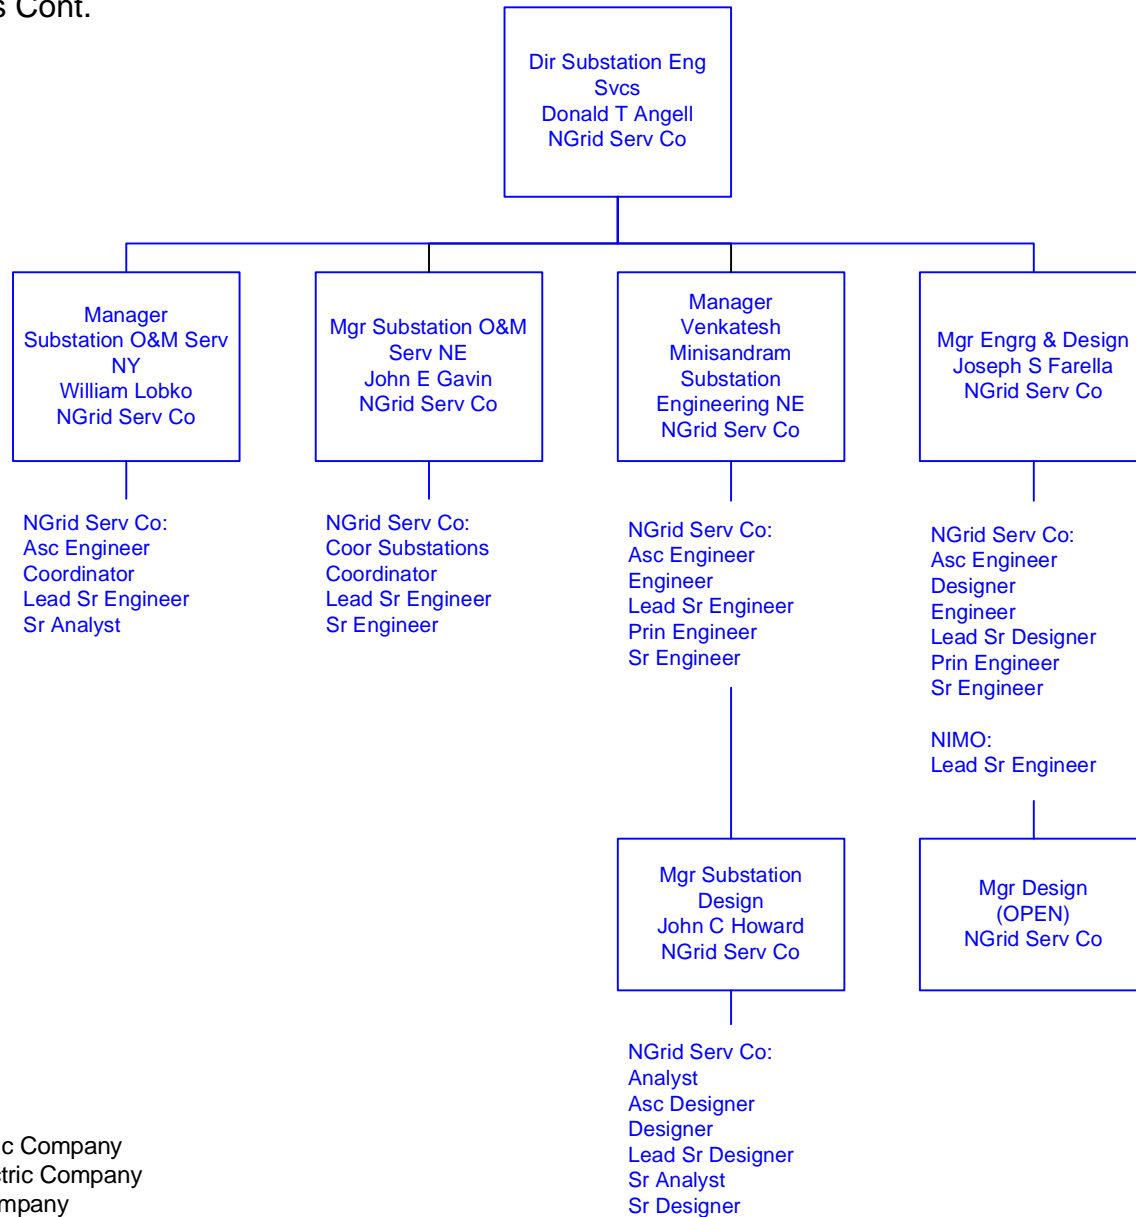 s Cont.
Dir Substation Eng
Svcs
Donald T Angell
NGrid Serv Co
Manager
Substation O&M Serv
NY
William Lobko
NGrid Serv Co
Mgr Substation O&M
Serv NE
John E Gavin
NGrid Serv Co
Manager
Venkatesh
Minisandram
Substation
Engineering NE
NGrid Serv Co
Mgr Engrg & Design
Joseph S Farella
NGrid Serv Co
NGrid Serv Co:
Asc Engineer
Coordinator
Lead Sr Engineer
Sr Analyst
NGrid Serv Co:
Coor Substations
Coordinator
Lead Sr Engineer
Sr Engineer
NGrid Serv Co:
Asc Engineer
Engineer
Lead Sr Engineer
Prin Engineer
Sr Engineer
NGrid Serv Co:
Asc Engineer
Designer
Engineer
Lead Sr Designer
Prin Engineer
Sr Engineer
NIMO:
Lead Sr Engineer
Mgr Substation
Design
John C Howard
NGrid Serv Co
Mgr Design
(OPEN)
NGrid Serv Co
NGrid Serv Co:
Analyst
Asc Designer
Designer
Lead Sr Designer
Sr Analyst
Sr Designer
c Company
tric Company
mpany